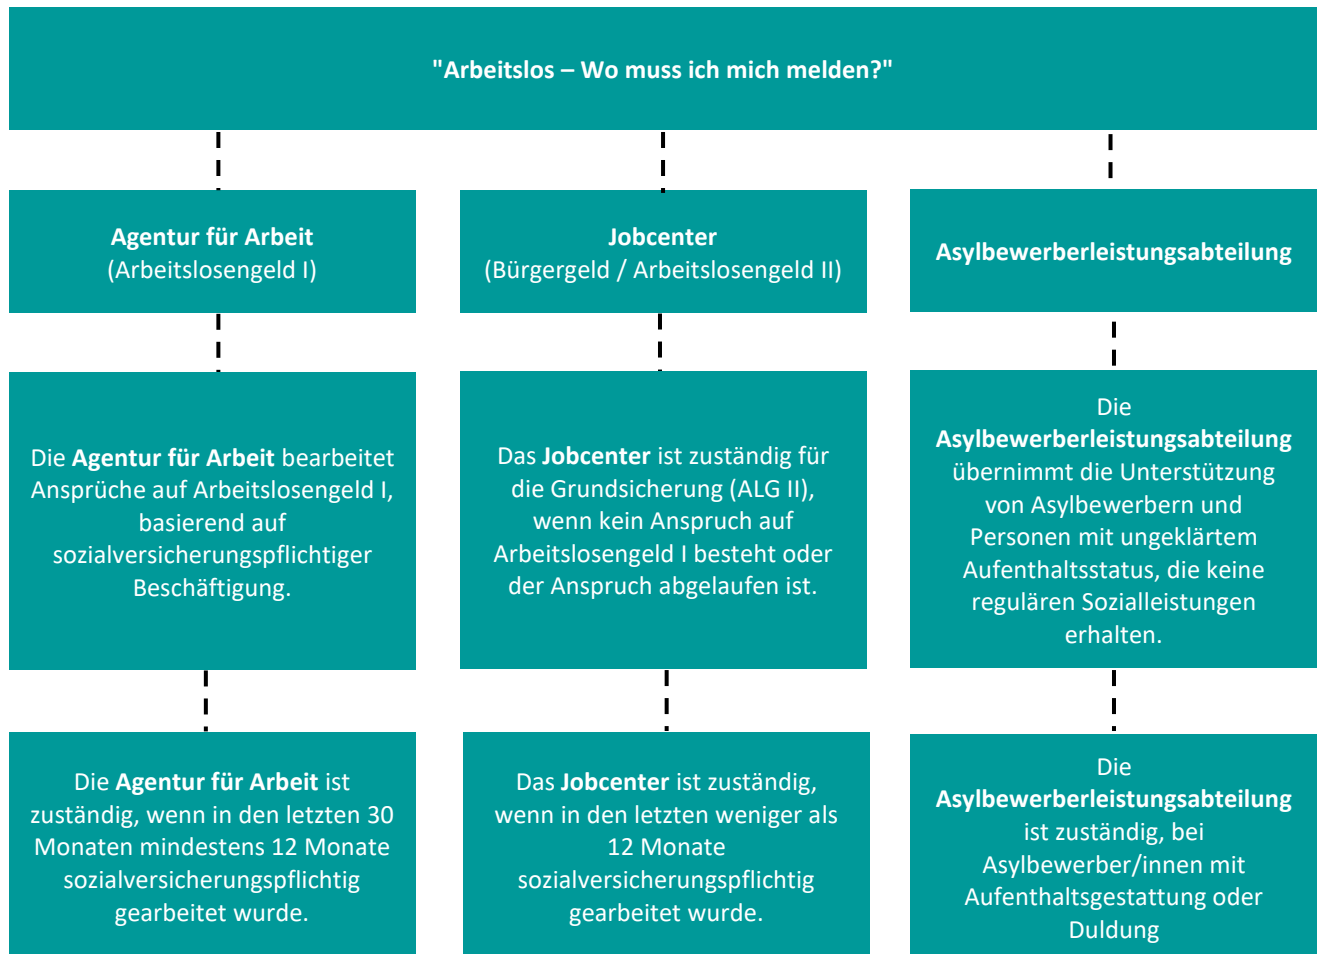 "Arbeitslos – Wo muss ich mich melden?"
Agentur für Arbeit
(Arbeitslosengeld I)
Jobcenter
(Bürgergeld / Arbeitslosengeld II)
Asylbewerberleistungsabteilung
Die Agentur für Arbeit bearbeitet
Ansprüche auf Arbeitslosengeld I,
basierend auf
sozialversicherungspflichtiger
Beschäftigung.
Das Jobcenter ist zuständig für
die Grundsicherung (ALG II),
wenn kein Anspruch auf
Arbeitslosengeld I besteht oder
der Anspruch abgelaufen ist.
Die
Asylbewerberleistungsabteilung
übernimmt die Unterstützung
von Asylbewerbern und
Personen mit ungeklärtem
Aufenthaltsstatus, die keine
regulären Sozialleistungen
erhalten.
Die Agentur für Arbeit ist
zuständig, wenn in den letzten 30
Monaten mindestens 12 Monate
sozialversicherungspflichtig
gearbeitet wurde.
Das Jobcenter ist zuständig,
wenn in den letzten weniger als
12 Monate
sozialversicherungspflichtig
gearbeitet wurde.
Die
Asylbewerberleistungsabteilung
ist zuständig, bei
Asylbewerber/innen mit
Aufenthaltsgestattung oder
Duldung